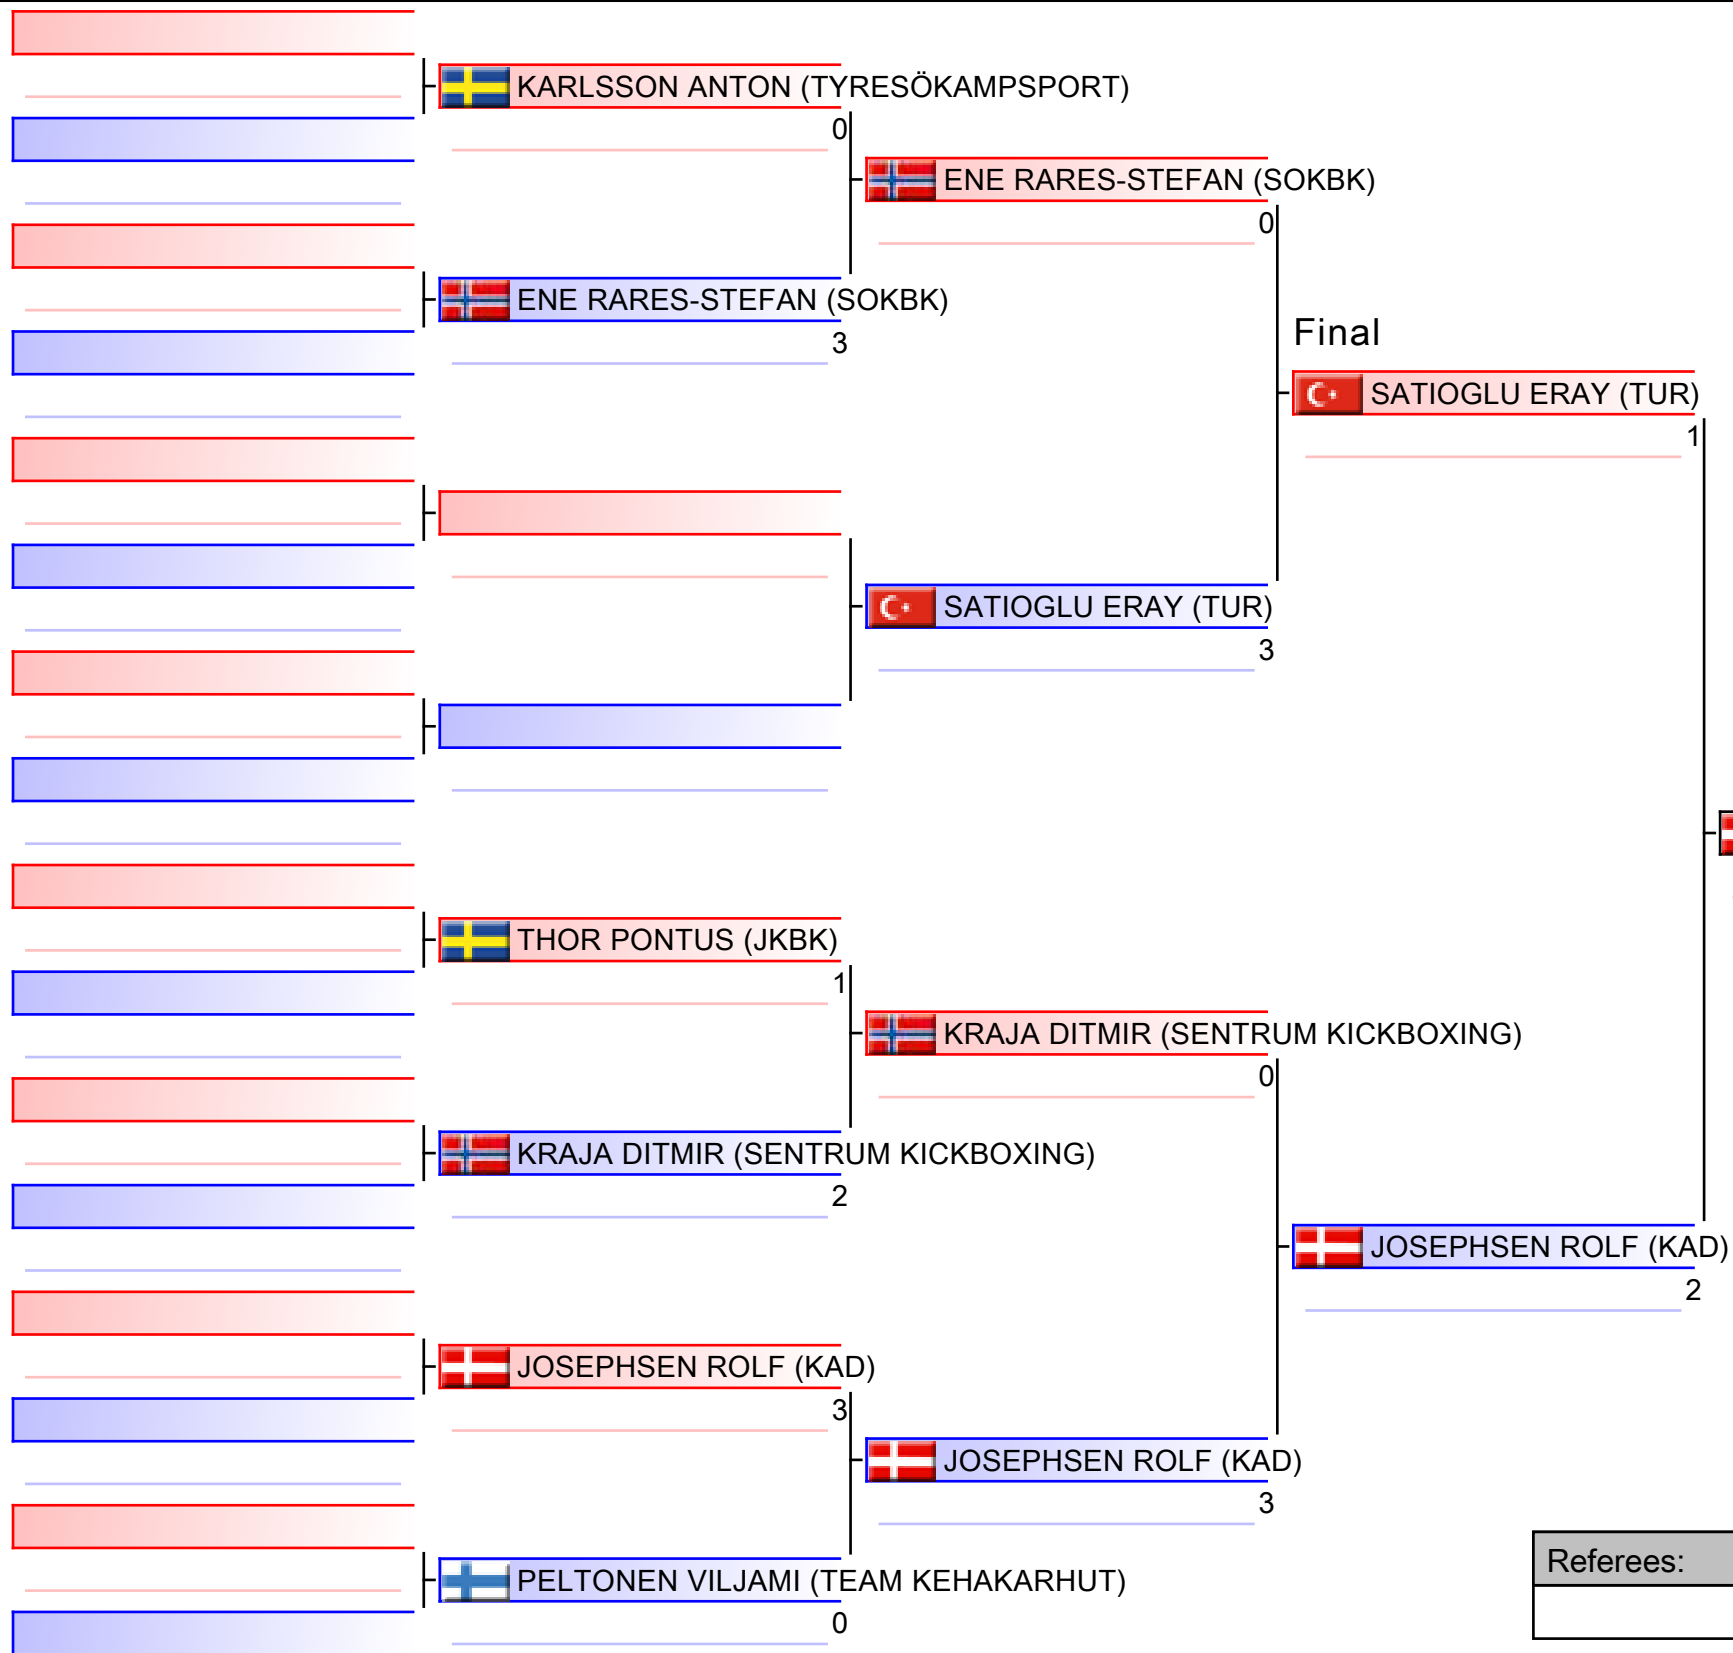 KARLSSON ANTON (TYRESÖKAMPSPORT)
0
ENE RARES-STEFAN (SOKBK)
0
ENE RARES-STEFAN (SOKBK)
3
Final
SATIOGLU ERAY (TUR)
1
SATIOGLU ERAY (TUR)
3
THOR PONTUS (JKBK)
1
KRAJA DITMIR (SENTRUM KICKBOXING)
0
KRAJA DITMIR (SENTRUM KICKBOXING)
2
JOSEPHSEN ROLF (KAD)
2
JOSEPHSEN ROLF (KAD)
3
JOSEPHSEN ROLF (KAD)
3
PELTONEN VILJAMI (TEAM KEHAKARHUT)
0
Referees: